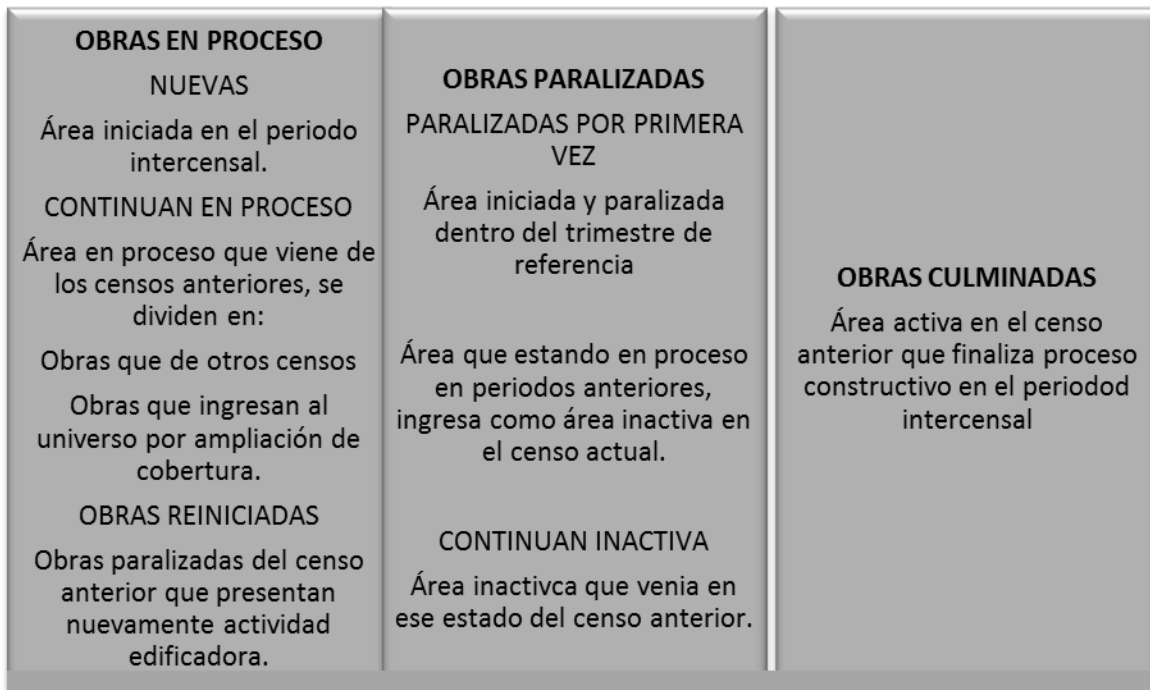 OBRAS EN PROCESO
NUEVAS
Área iniciada en el periodo
intercensal.
CONTINUAN EN PROCESO
Área en proceso que viene de
los censos anteriores, se
dividen en:
Obras que de otros censos
Obras que ingresan al
universo por ampliación de
cobertura.
OBRAS REINICIADAS
Obras paralizadas del censo
anterior que presentan
nuevamente actividad
edificadora.
OBRAS PARALIZADAS
PARALIZADAS POR PRIMERA
VEZ
Área iniciada y paralizada
dentro del trimestre de
referencia
Área que estando en proceso
en periodos anteriores,
ingresa como área inactiva en
el censo actual.
CONTINUAN INACTIVA
Área inactivca que venia en
ese estado del censo anterior.
OBRAS CULMINADAS
Área activa en el censo
anterior que finaliza proceso
constructivo en el periodod
intercensal